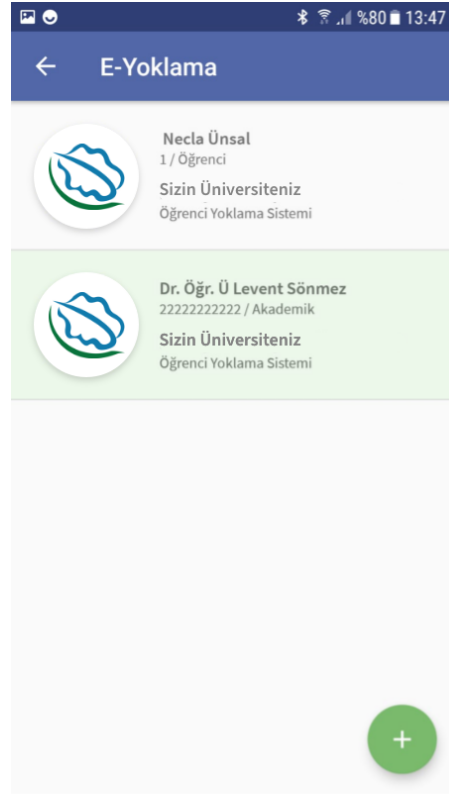 %80 13:47
E-Yoklama
Necla Ünsal
1 / Öğrenci
Sizin Üniversiteniz
Öğrenci Yoklama Sistemi
Dr. Öğr. Ü Levent Sönmez
22222222222 / Akademik
Sizin Üniversiteniz
Öğrenci Yoklama Sistemi
+